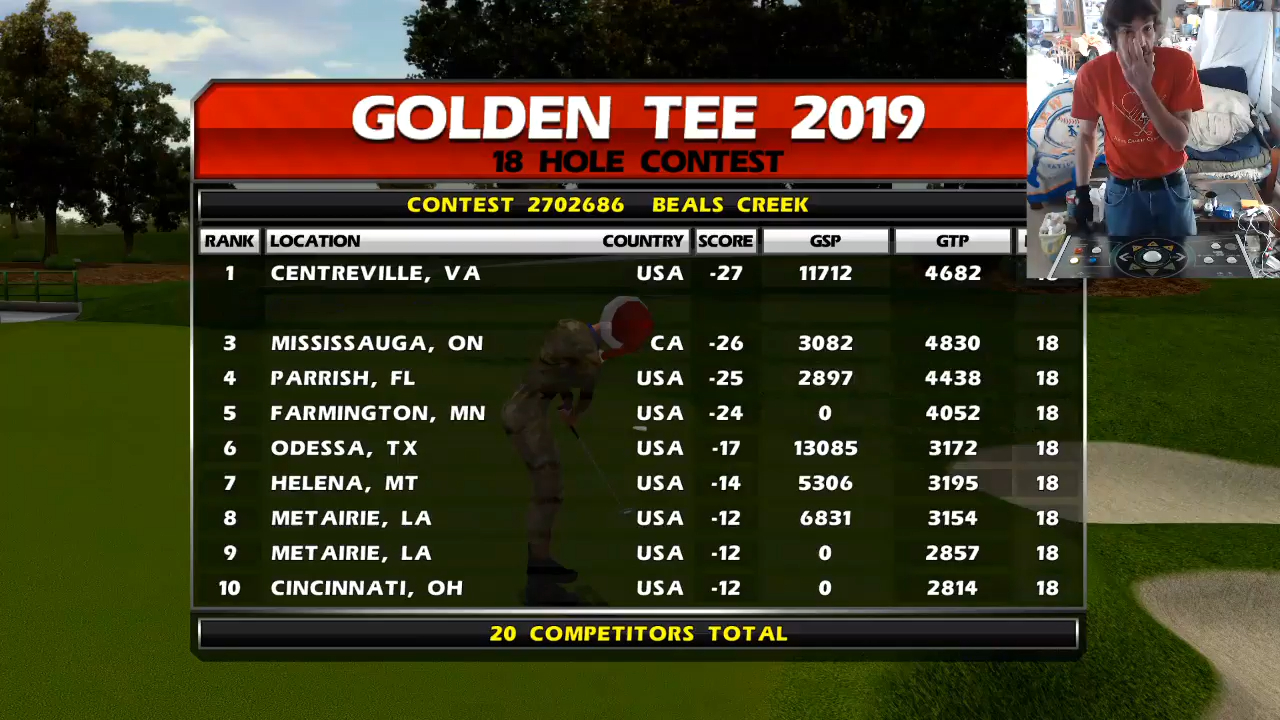 GOLDEN TEE 2019
18 HOLE CONTEST
CONTEST 2702686 BEALS CREEK
RANK LOCATION COUNTRY SCORE GSP GTP
1 CENTREVILLE, VA USA -27 11712 4682
3 MISSISSAUGA, ON CA -26 3082 4830 18
4 PARRISH, FL USA -25 2897 4438 18
5 FARMINGTON, MN USA -24 0 4052 18
6 ODESSA, TX USA -17 13085 3172 18
7 HELENA, MT USA -14 5306 3195 18
8 METAIRIE, LA USA -12 6831 3154 18
9 METAIRIE, LA USA -12 0 2857 18
10 CINCINNATI, OH USA -12 0 2814 18
20 COMPETITORS TOTAL